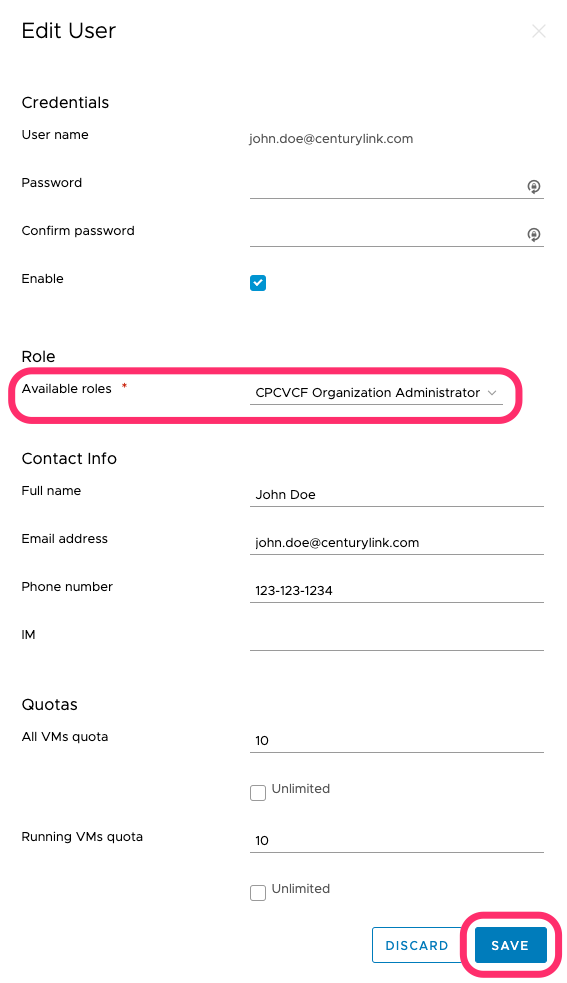 Edit User
Credentials
User name john.doe@centurylink.com
Password
Confirm password
Enable
Role
Available roles * CPCVCF Organization Administrator
Contact Info
Full name John Doe
Email address john.doe@centurylink.com
Phone number 123-123-1234
IM
Quotas
All VMs quota 10
Unlimited
Running VMs quota 10
Unlimited
DISCARD SAVE